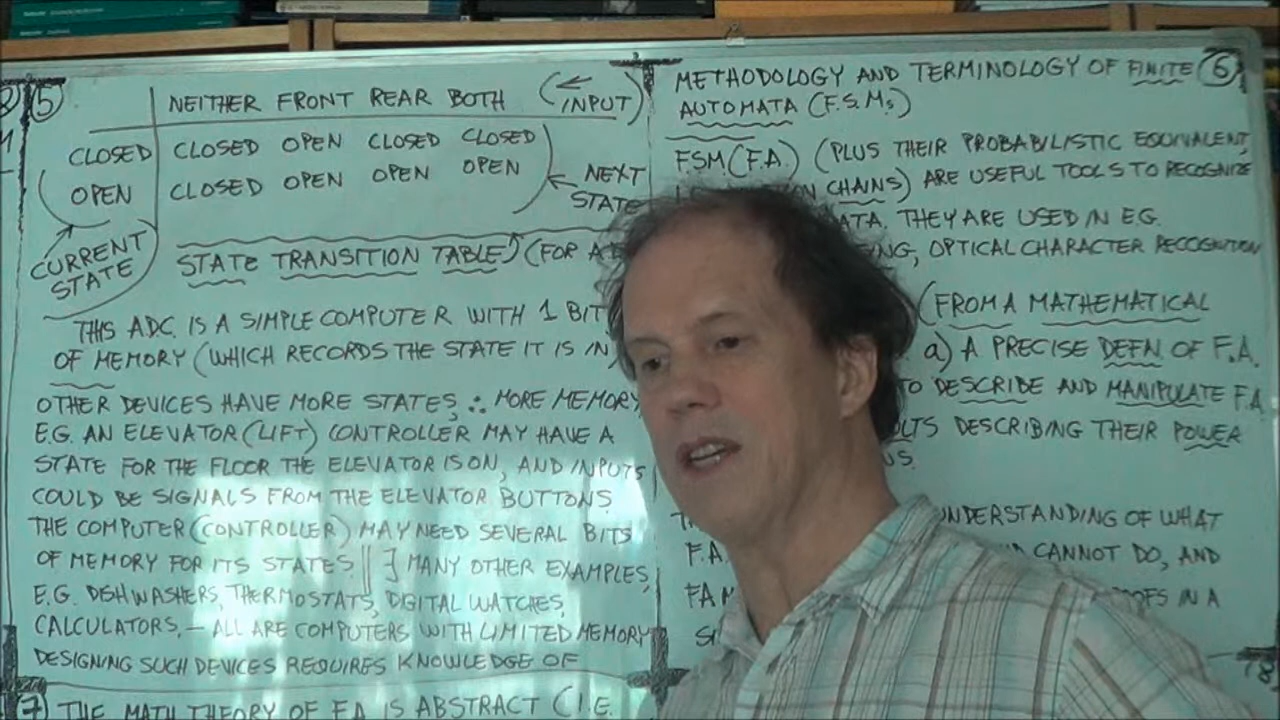 5
NEITHER FRONT REAR BOTH (← INPUT)
CLOSED CLOSED OPEN CLOSED CLOSED
OPEN CLOSED OPEN OPEN OPEN
← NEXT
STATE
CURRENT
STATE
STATE TRANSITION TABLE) (FOR A
THIS A.D.C. IS A SIMPLE COMPUTER WITH 1 BIT
OF MEMORY (WHICH RECORDS THE STATE IT IS IN)
OTHER DEVICES HAVE MORE STATES, ∴ MORE MEMORY
E.G. AN ELEVATOR (LIFT) CONTROLLER MAY HAVE A
STATE FOR THE FLOOR THE ELEVATOR IS ON, AND INPUTS
COULD BE SIGNALS FROM THE ELEVATOR BUTTONS.
THE COMPUTER (CONTROLLER) MAY NEED SEVERAL BITS
OF MEMORY FOR ITS STATES. || ∃ MANY OTHER EXAMPLES,
E.G. DISHWASHERS, THERMOSTATS, DIGITAL WATCHES,
CALCULATORS, – ALL ARE COMPUTERS WITH LIMITED MEMORY
DESIGNING SUCH DEVICES REQUIRES KNOWLEDGE OF
METHODOLOGY AND TERMINOLOGY OF FINITE 6
AUTOMATA (F.S.Ms)
FSM (F.A.) (PLUS THEIR PROBABILISTIC EQUIVALENT,
CHAINS) ARE USEFUL TOOLS TO RECOGNIZE
THEY ARE USED IN E.G.
OPTICAL CHARACTER RECOGNITION
(FROM A MATHEMATICAL
a) A PRECISE DEFN OF F.A.
TO DESCRIBE AND MANIPULATE F.A.
DESCRIBING THEIR POWER
UNDERSTANDING OF WHAT
F.A. CANNOT DO, AND
FA IN A
7 THE MATH THEORY OF F.A. IS ABSTRACT (I.E.
8